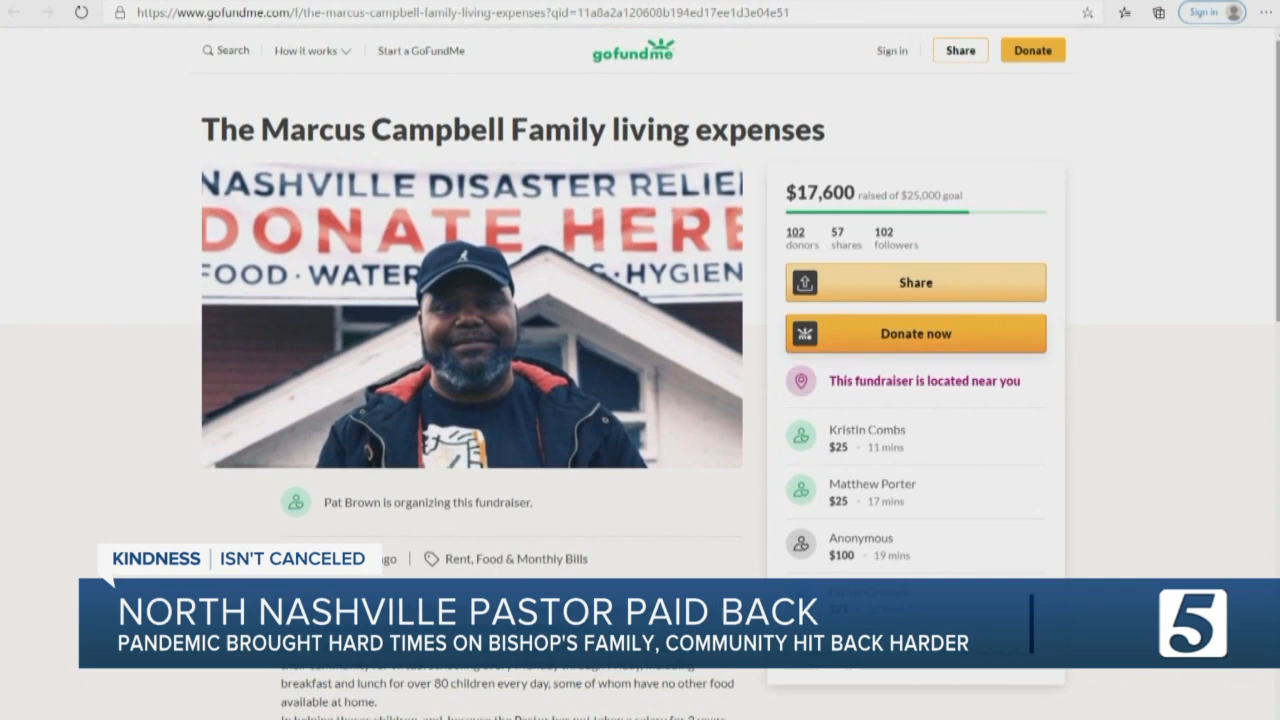 https://www.gofundme.com/f/the-marcus-campbell-family-living-expenses?qid=11a8a2a120608b194ed17ee1d3e04e51
Sign in
Search
How it works
Start a GoFundMe
gofundme
Sign in
Share
Donate
The Marcus Campbell Family living expenses
NASHVILLE DISASTER RELIE
DONATE HERE
FOOD · WATER
S · HYGIEN
$17,600 raised of $25,000 goal
102 donors
57 shares
102 followers
Share
me
Donate now
This fundraiser is located near you
Kristin Combs
$25 · 11 mins
Matthew Porter
$25 · 17 mins
Anonymous
$100 · 19 mins
Pat Brown is organizing this fundraiser.
ago
Rent, Food & Monthly Bills
KINDNESS | ISN'T CANCELED
NORTH NASHVILLE PASTOR PAID BACK
PANDEMIC BROUGHT HARD TIMES ON BISHOP'S FAMILY, COMMUNITY HIT BACK HARDER
5
breakfast and lunch for over 80 children every day, some of whom have no other food
available at home.